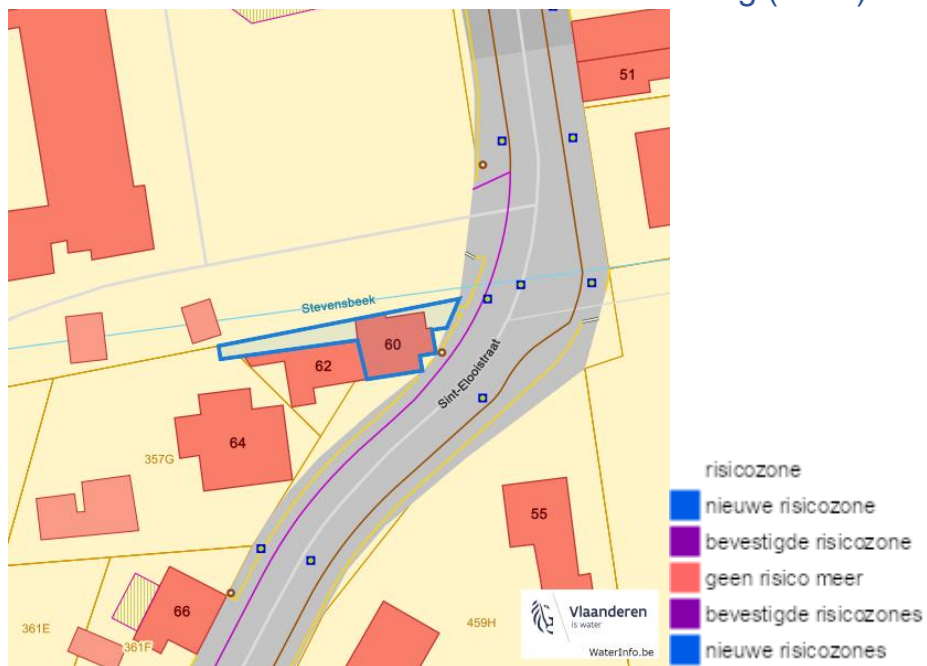 51
Stevensbeek
60
62
Sint-Elooistraat
64
357G
55
66
361E
361F
459H
Vlaanderen
is water
WaterInfo.be
risicozone
nieuwe risicozone
bevestigde risicozone
geen risico meer
bevestigde risicozones
nieuwe risicozones